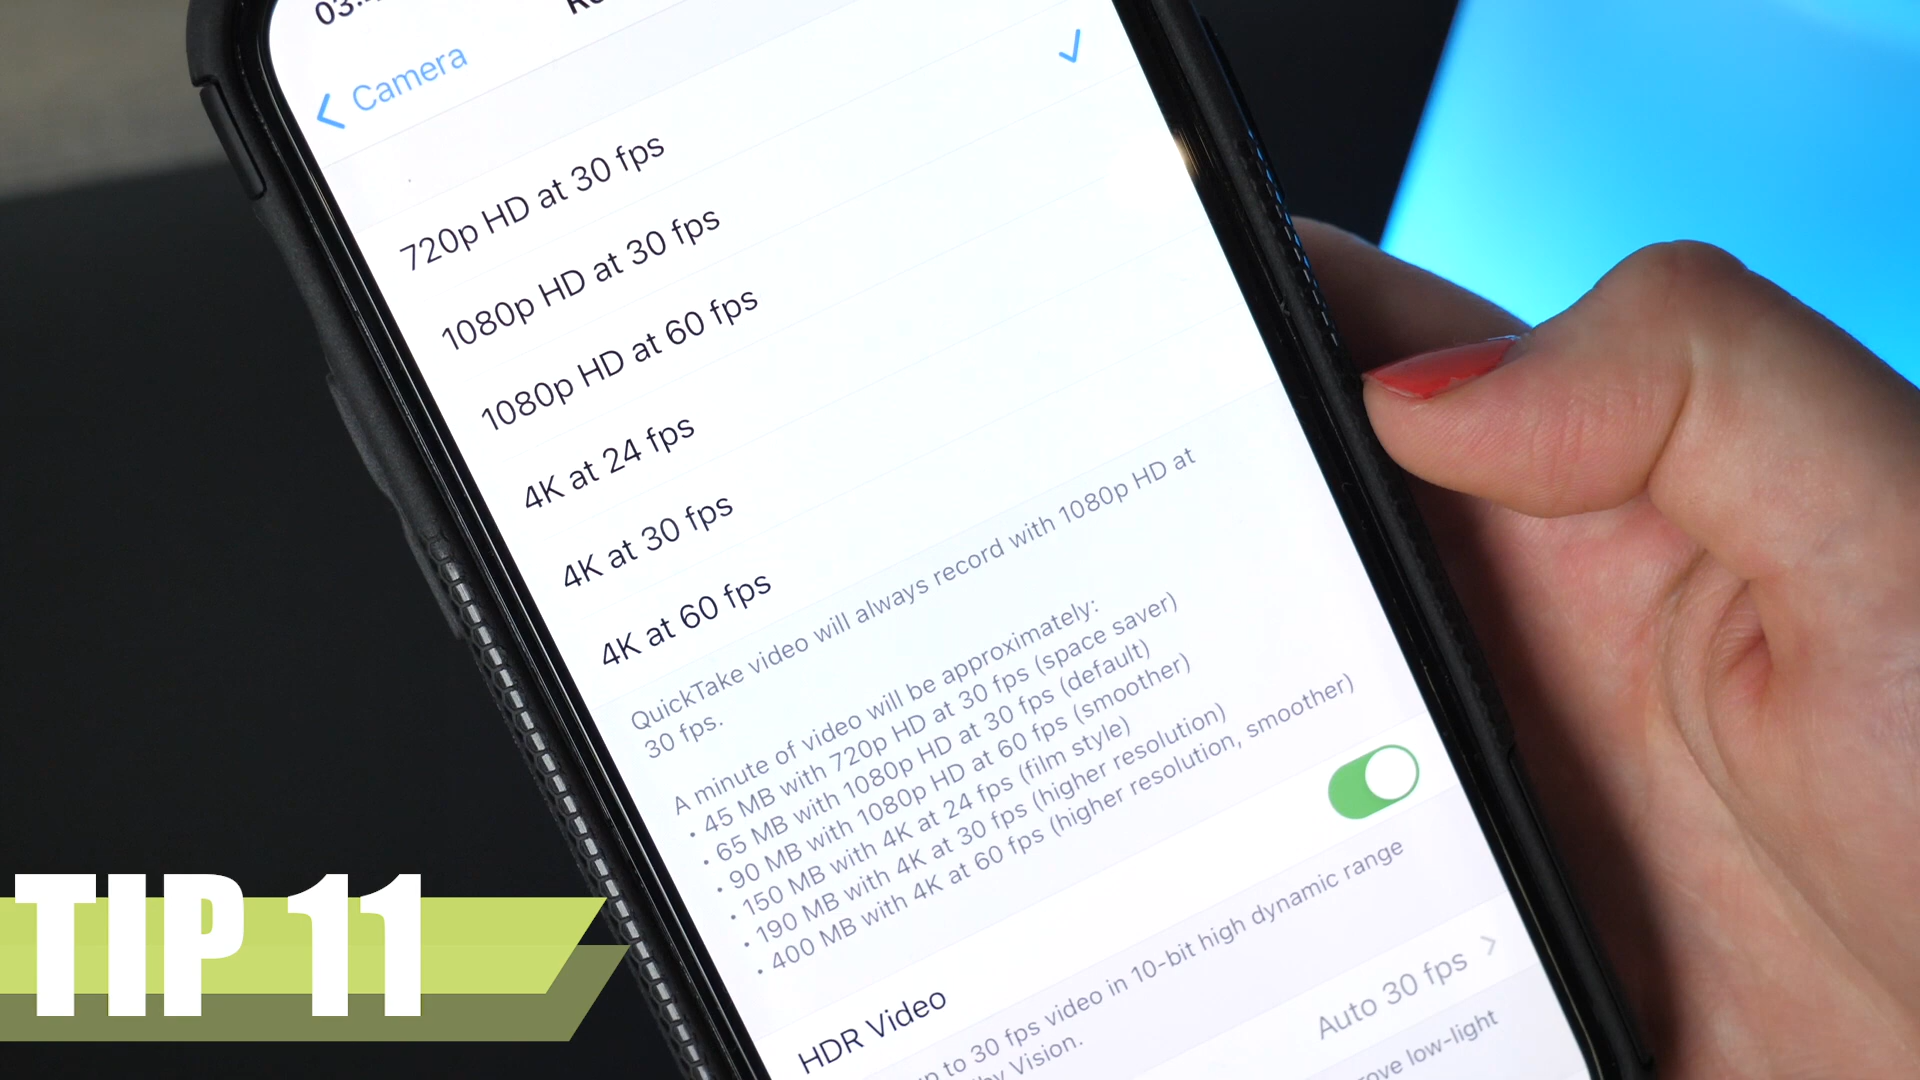 Camera
720p HD at 30 fps
1080p HD at 30 fps
1080p HD at 60 fps
4K at 24 fps
4K at 30 fps
4K at 60 fps
QuickTake video will always record with 1080p HD at
30 fps.
A minute of video will be approximately:
• 45 MB with 720p HD at 30 fps (space saver)
• 65 MB with 1080p HD at 30 fps (default)
• 90 MB with 1080p HD at 60 fps (smoother)
• 150 MB with 4K at 24 fps (film style)
• 190 MB with 4K at 30 fps (higher resolution)
• 400 MB with 4K at 60 fps (higher resolution, smoother)
HDR Video
to 30 fps video in 10-bit high dynamic range
Vision.
Auto 30 fps
low-light
TIP 11